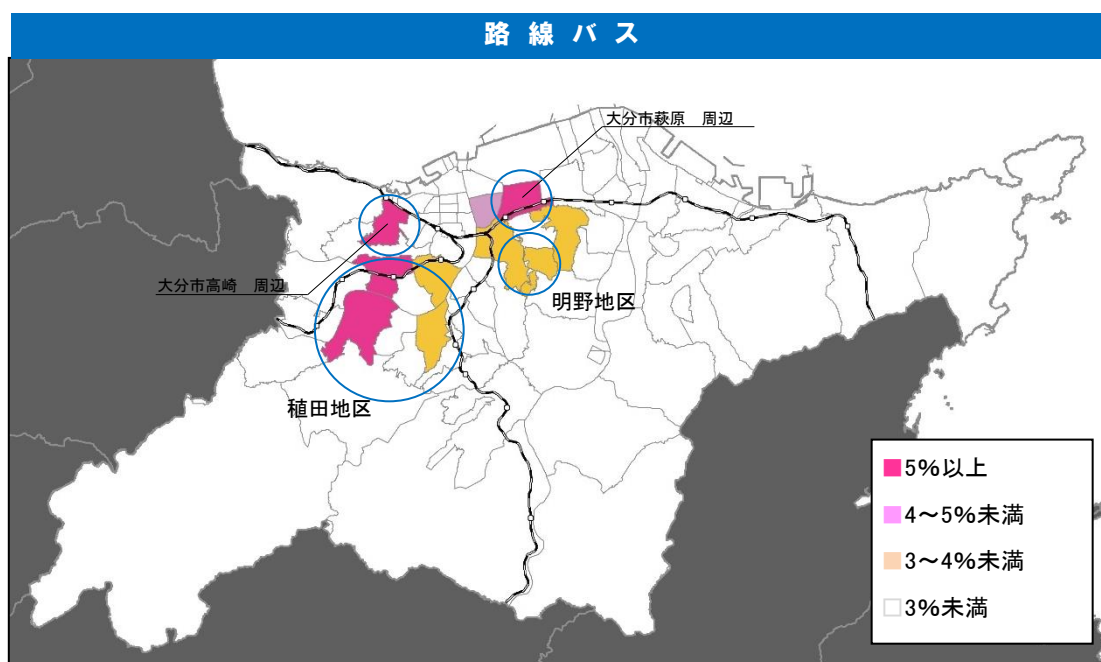 路線バス
大分市萩原 周辺
大分市高崎 周辺
明野地区
稙田地区
5%以上
4～5%未満
3～4%未満
3%未満